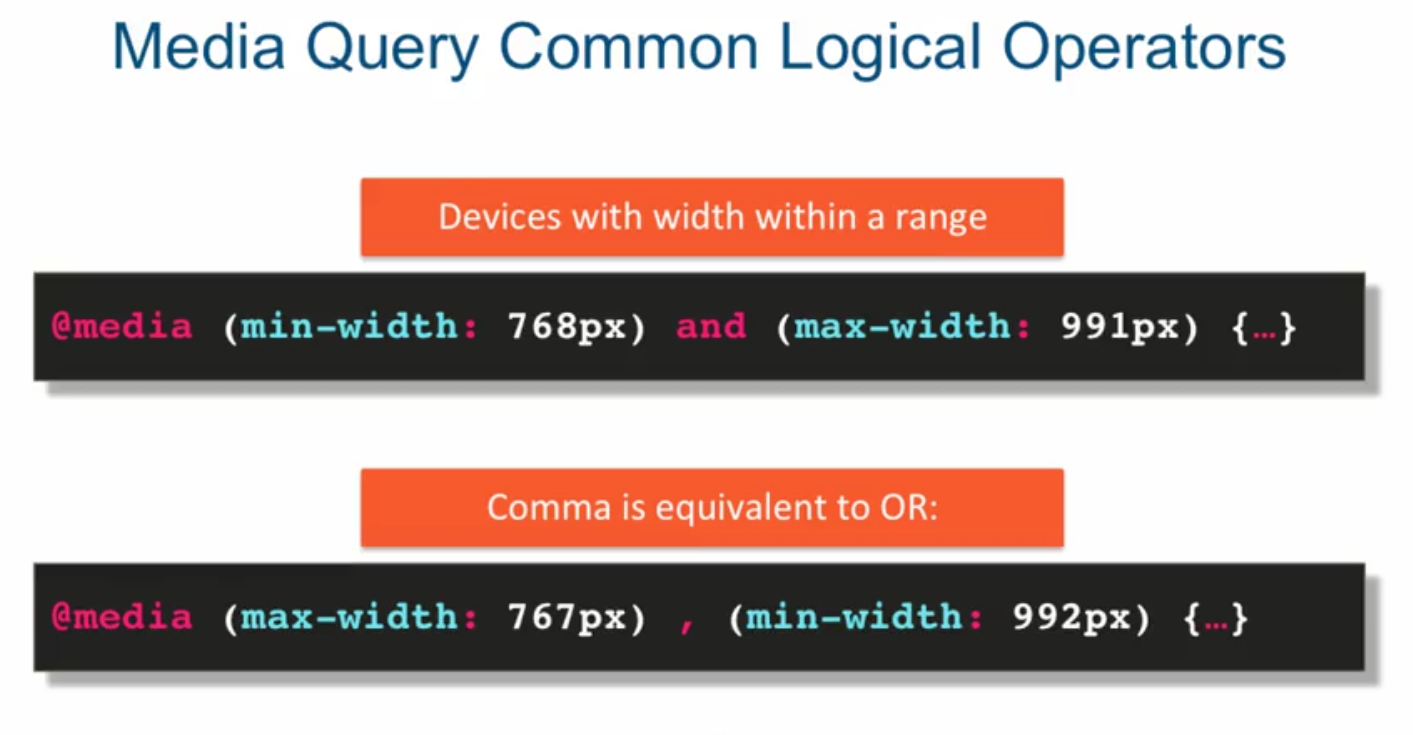 Media Query Common Logical Operators
Devices with width within a range
@media (min-width: 768px) and (max-width: 991px) {…}
Comma is equivalent to OR:
@media (max-width: 767px) , (min-width: 992px) {…}